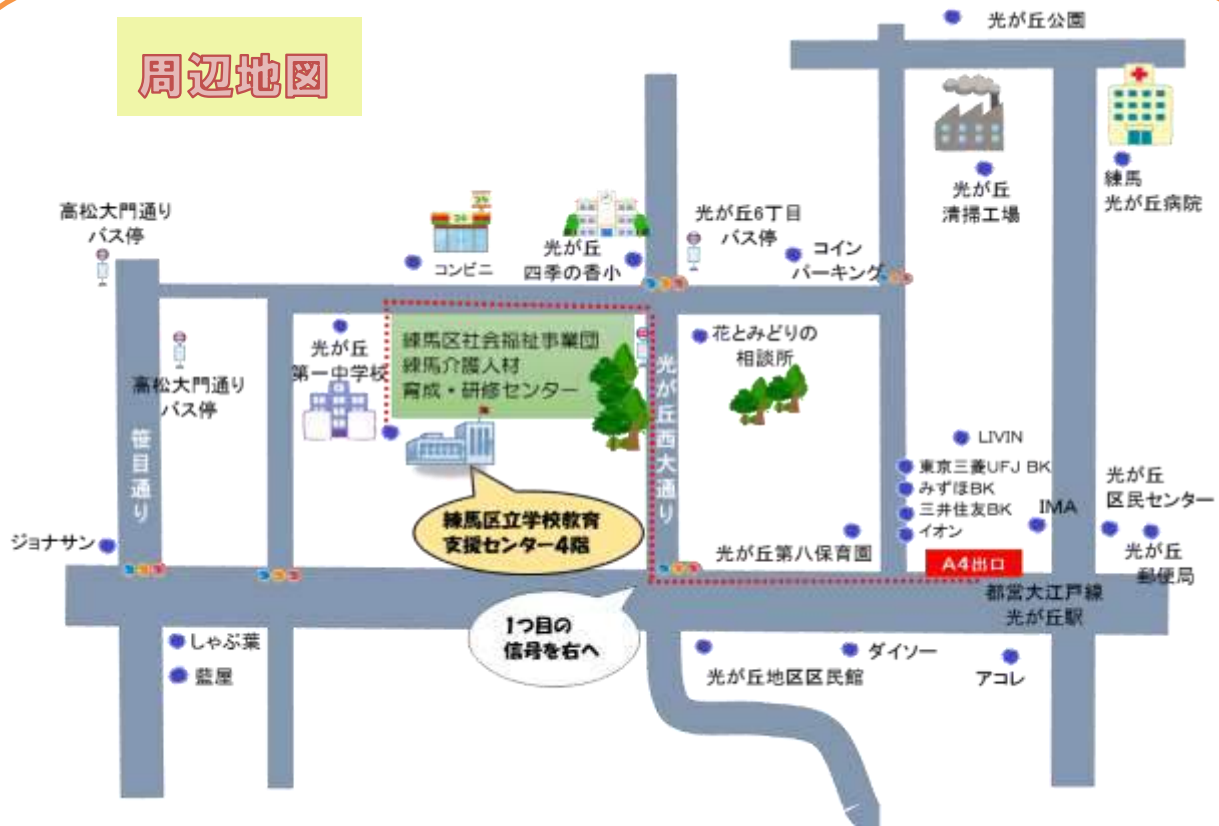 周辺地図
光が丘公園
練馬
光が丘病院
光が丘
清掃工場
高松大門通り
バス停
コンビニ
光が丘
四季の香小
光が丘6丁目
バス停
コイン
パーキング
高松大門通り
バス停
光が丘
第一中学校
練馬区社会福祉事業団
練馬介護人材
育成・研修センター
花とみどりの
相談所
光が丘西大通り
笹目通り
LIVIN
東京三菱UFJ BK
みずほBK
三井住友BK
イオン
IMA
光が丘
区民センター
光が丘
郵便局
練馬区立学校教育
支援センター4階
ジョナサン
光が丘第八保育園
A4出口
都営大江戸線
光が丘駅
1つ目の
信号を右へ
しゃぶ葉
藍屋
光が丘地区区民館
ダイソー
アコレ